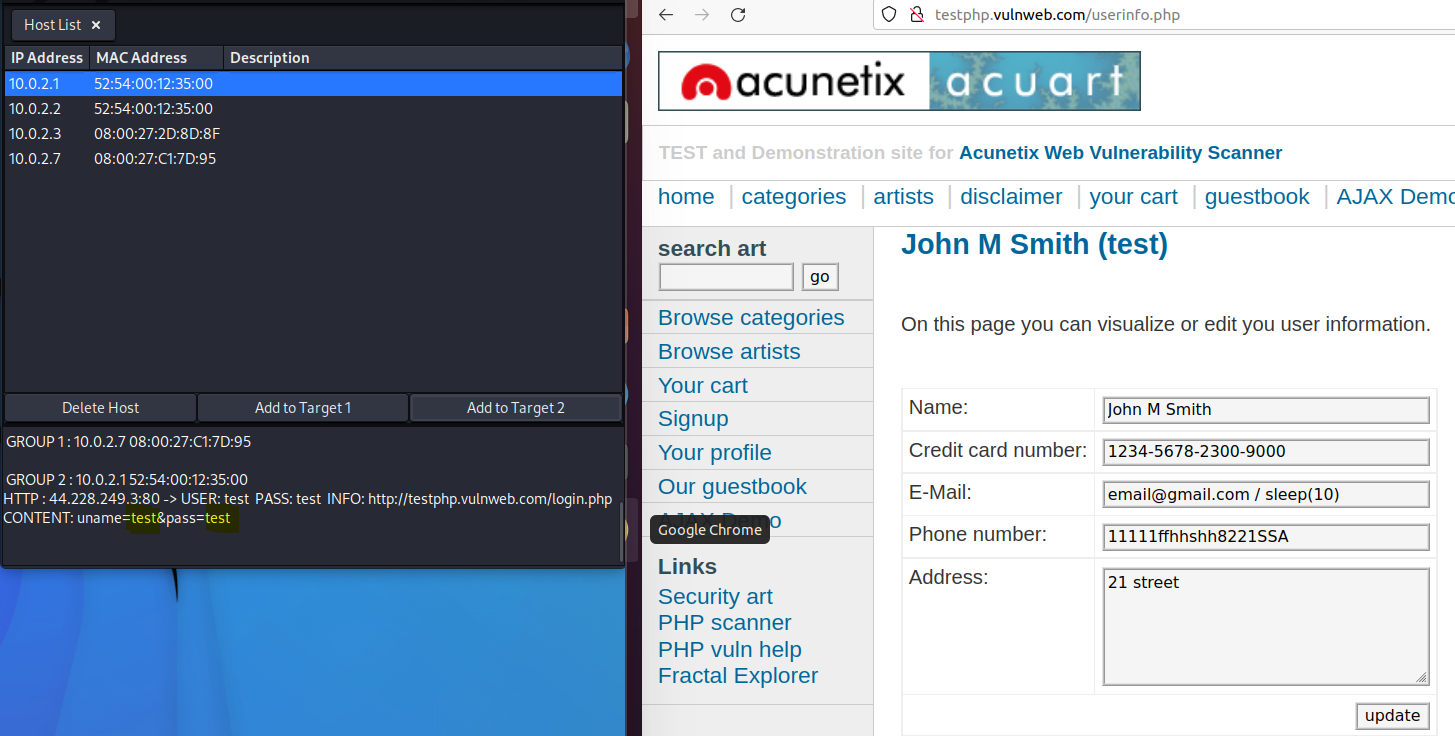 Host List ×
IP Address MAC Address Description
10.0.2.1 52:54:00:12:35:00
10.0.2.2 52:54:00:12:35:00
10.0.2.3 08:00:27:2D:8D:8F
10.0.2.7 08:00:27:C1:7D:95
Delete Host Add to Target 1 Add to Target 2
GROUP 1 : 10.0.2.7 08:00:27:C1:7D:95
GROUP 2 : 10.0.2.1 52:54:00:12:35:00
HTTP : 44.228.249.3:80 -> USER: test PASS: test INFO: http://testphp.vulnweb.com/login.php
CONTENT: uname=test&pass=test
testphp.vulnweb.com/userinfo.php
acunetix acuart
TEST and Demonstration site for Acunetix Web Vulnerability Scanner
home | categories | artists | disclaimer | your cart | guestbook | AJAX Demo
search art
go
Browse categories
Browse artists
Your cart
Signup
Your profile
Our guestbook
AJAX Demo
Google Chrome
Links
Security art
PHP scanner
PHP vuln help
Fractal Explorer
John M Smith (test)
On this page you can visualize or edit you user information.
Name: John M Smith
Credit card number: 1234-5678-2300-9000
E-Mail: email@gmail.com / sleep(10)
Phone number: 11111ffhhshh8221SSA
Address: 21 street
update